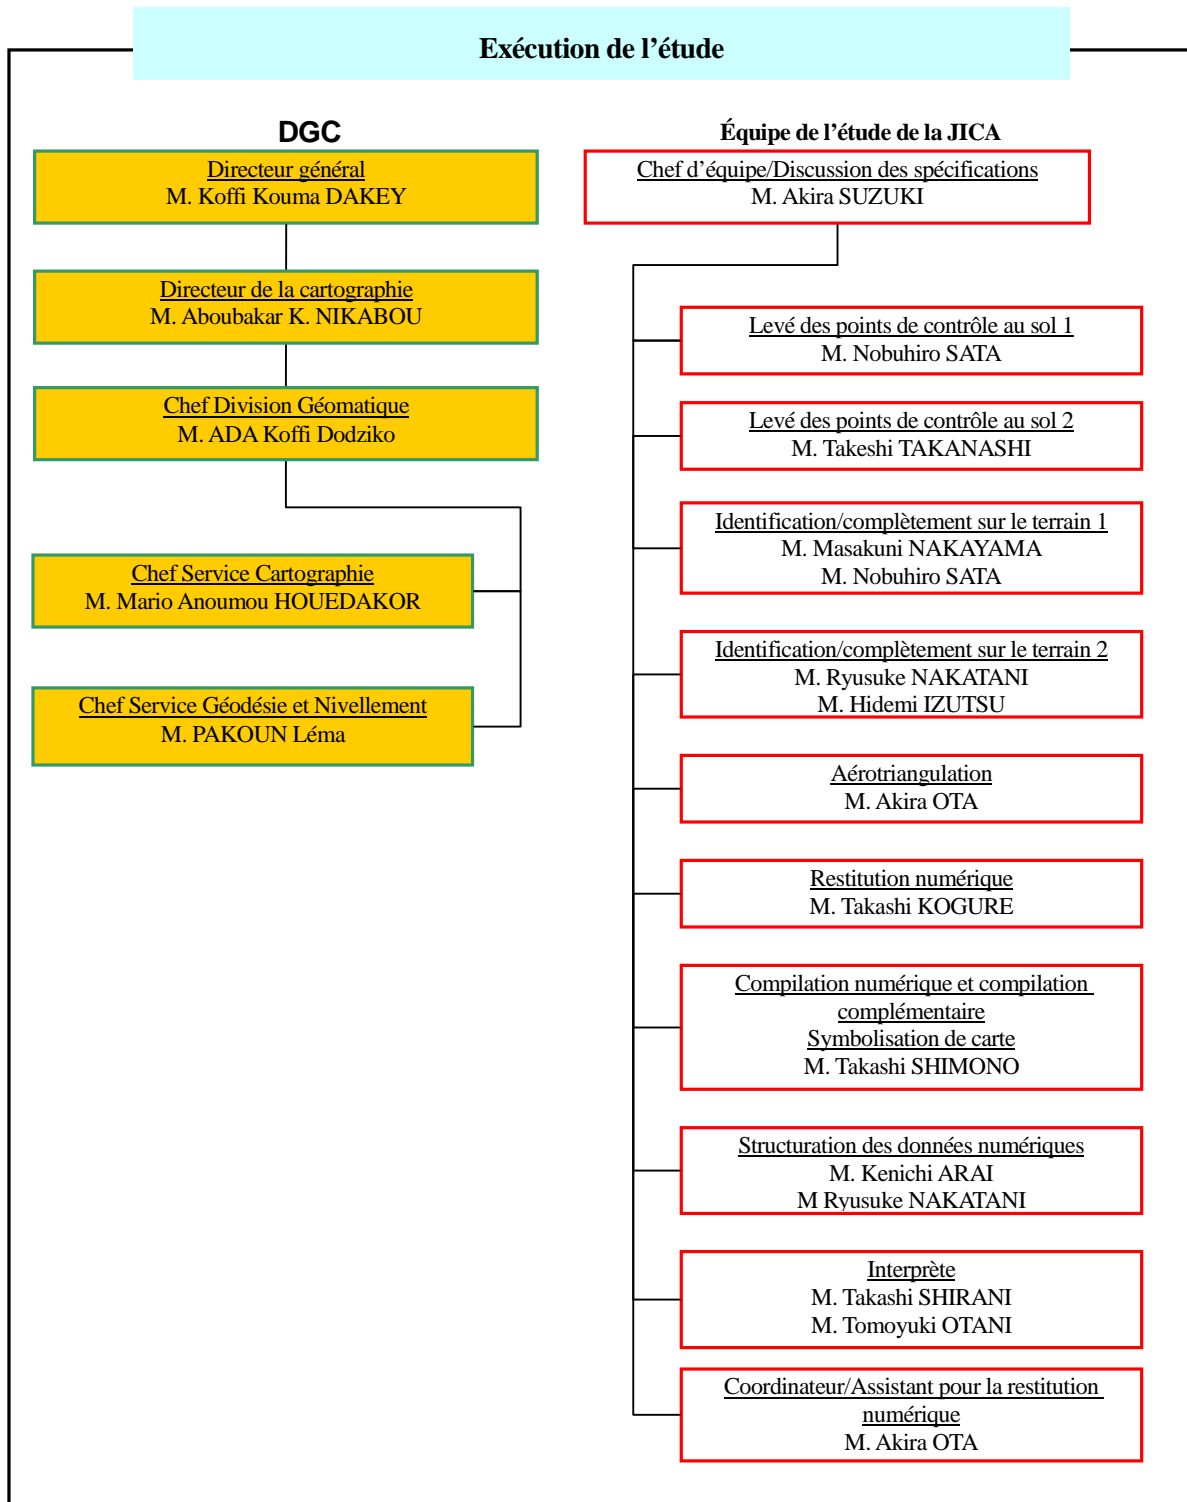 Exécution de l’étude
DGC
Directeur général
M. Koffi Kouma DAKEY
Directeur de la cartographie
M. Aboubakar K. NIKABOU
Chef Division Géomatique
M. ADA Koffi Dodziko
Chef Service Cartographie
M. Mario Anoumou HOUEDAKOR
Chef Service Géodésie et Nivellement
M. PAKOUN Léma
Équipe de l’étude de la JICA
Chef d’équipe/Discussion des spécifications
M. Akira SUZUKI
Levé des points de contrôle au sol 1
M. Nobuhiro SATA
Levé des points de contrôle au sol 2
M. Takeshi TAKANASHI
Identification/complètement sur le terrain 1
M. Masakuni NAKAYAMA
M. Nobuhiro SATA
Identification/complètement sur le terrain 2
M. Ryusuke NAKATANI
M. Hidemi IZUTSU
Aérotriangulation
M. Akira OTA
Restitution numérique
M. Takashi KOGURE
Compilation numérique et compilation
complémentaire
Symbolisation de carte
M. Takashi SHIMONO
Structuration des données numériques
M. Kenichi ARAI
M Ryusuke NAKATANI
Interprète
M. Takashi SHIRANI
M. Tomoyuki OTANI
Coordinateur/Assistant pour la restitution
numérique
M. Akira OTA